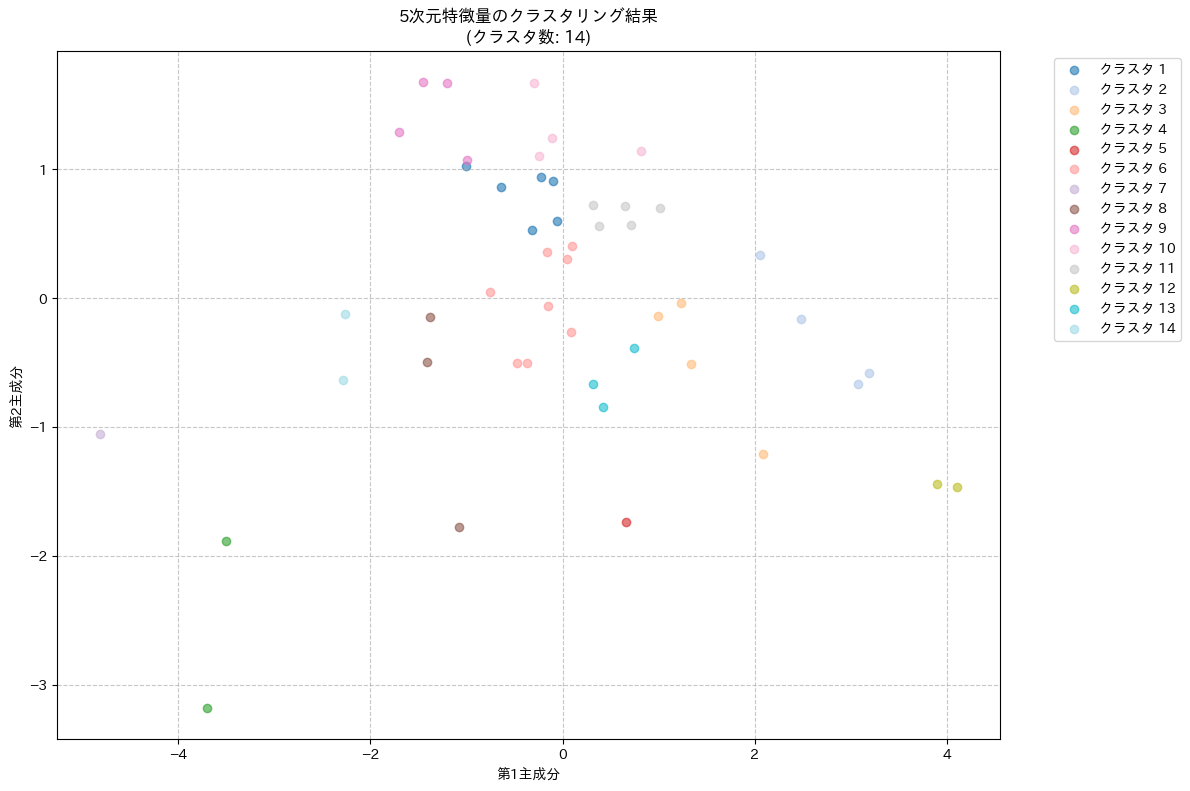 5次元特徴量のクラスタリング結果
(クラスタ数: 14)
クラスタ 1
クラスタ 2
クラスタ 3
クラスタ 4
クラスタ 5
クラスタ 6
クラスタ 7
クラスタ 8
クラスタ 9
クラスタ 10
クラスタ 11
クラスタ 12
クラスタ 13
クラスタ 14
第2主成分
1
0
−1
−2
−3
−4
−2
0
2
4
第1主成分